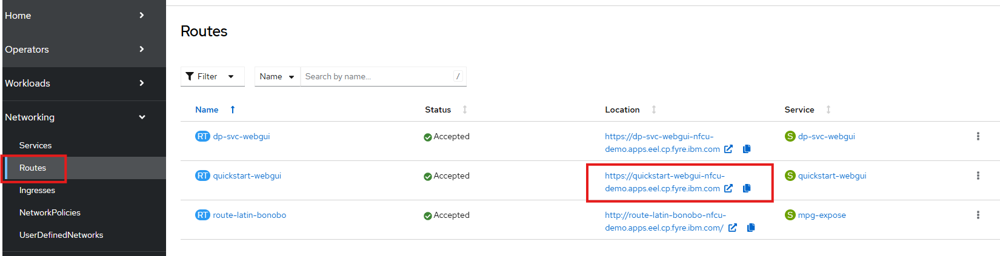 Home
Operators
Workloads
Networking
Services
Routes
Ingresses
NetworkPolicies
UserDefinedNetworks
Routes
Filter Name Search by name... /
Name Status Location Service
RT dp-svc-webgui Accepted https://dp-svc-webgui-nfcu- S dp-svc-webgui
demo.apps.eel.cp.fyre.ibm.com
RT quickstart-webgui Accepted https://quickstart-webgui-nfcu- S quickstart-webgui
demo.apps.eel.cp.fyre.ibm.com
RT route-latin-bonobo Accepted http://route-latin-bonobo-nfcu- S mpg-expose
demo.apps.eel.cp.fyre.ibm.com/